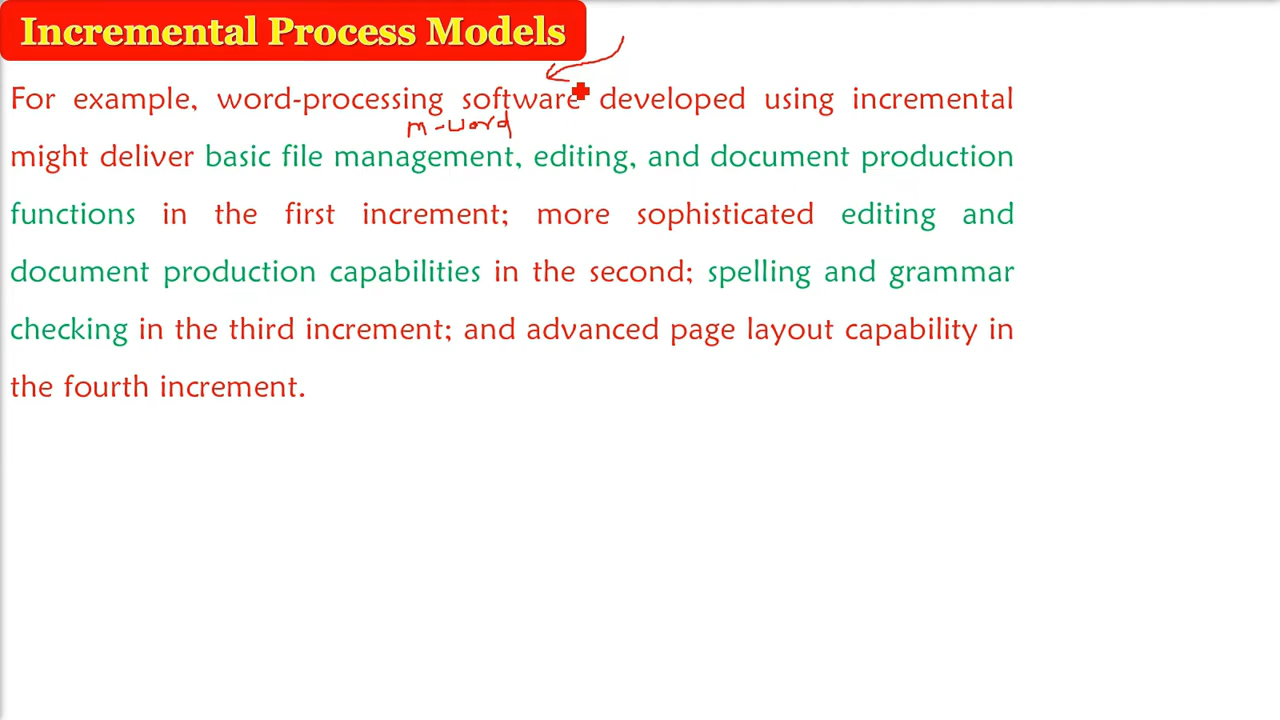 Incremental Process Models
For example, word-processing software developed using incremental
m-word
might deliver basic file management, editing, and document production
functions in the first increment; more sophisticated editing and
document production capabilities in the second; spelling and grammar
checking in the third increment; and advanced page layout capability in
the fourth increment.